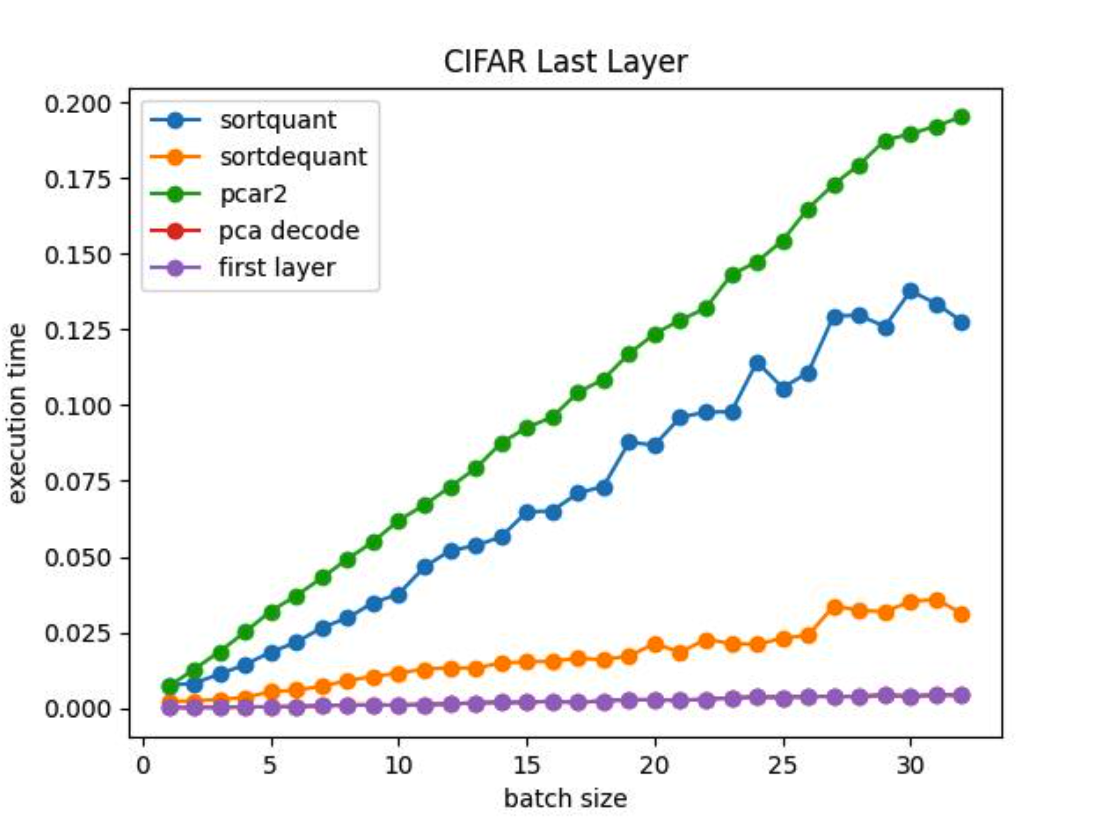 CIFAR Last Layer
sortquant
sortdequant
pcar2
pca decode
first layer
0.200
0.175
0.150
0.125
0.100
0.075
0.050
0.025
0.000
execution time
0 5 10 15 20 25 30
batch size